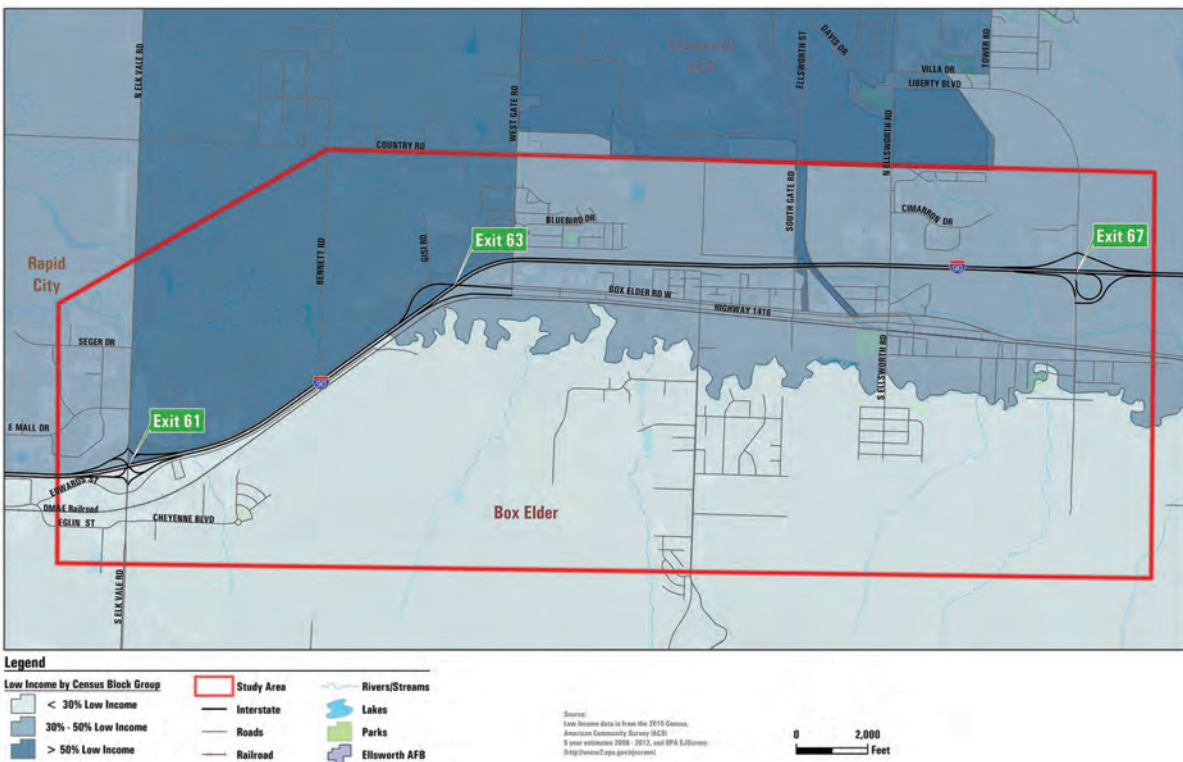 N ELK VALE RD
WEST GATE RD
ELLSWORTH ST
DAVIS DR
TOWER RD
VILLA DR
LIBERTY BLVD
Ellsworth
AFB
COUNTRY RD
N ELLSWORTH RD
SOUTH GATE RD
BLUEBIRD DR
CIMARRON DR
GISI RD
Exit 63
Exit 67
Rapid
City
BENNETT RD
90
BOX ELDER RD W
HIGHWAY 1416
SEGER DR
S ELLSWORTH RD
90
Exit 61
E MALL DR
EDWARDS ST
DM&E Railroad
EGLIN ST
CHEYENNE BLVD
Box Elder
S ELK VALE RD
Legend
Low Income by Census Block Group
< 30% Low Income
30% - 50% Low Income
> 50% Low Income
Study Area
Interstate
Roads
Railroad
Rivers/Streams
Lakes
Parks
Ellsworth AFB
Source:
Low Income data is from the 2010 Census,
American Community Survey (ACS)
5 year estimates 2008 - 2012, and EPA EJScreen
0 2,000
Feet